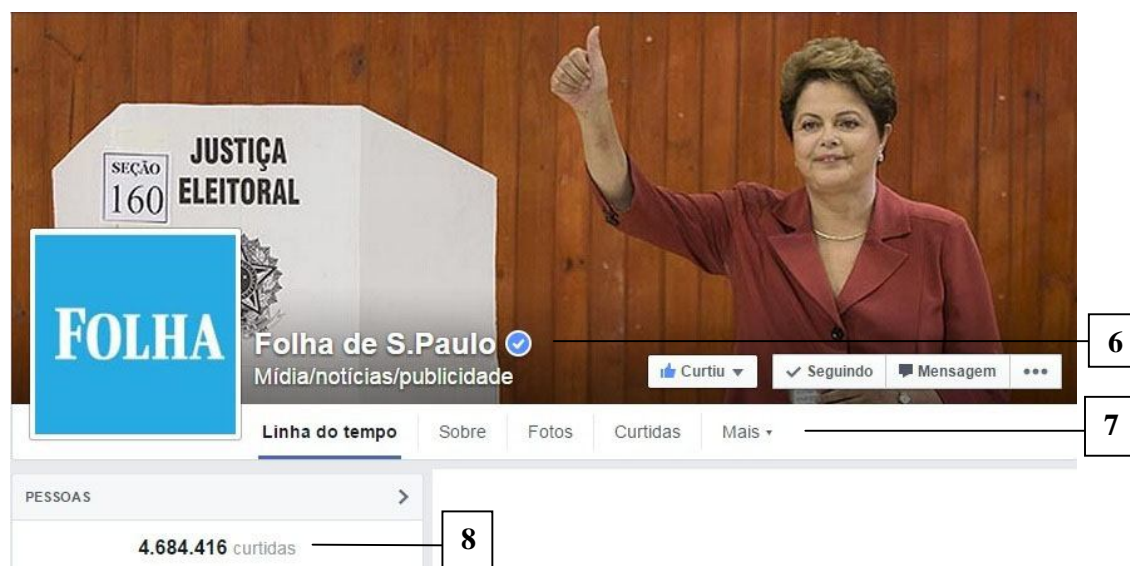 JUSTIÇA
SEÇÃO
160 ELEITORAL
FOLHA
Folha de S.Paulo
Mídia/notícias/publicidade
Curtiu
Seguindo
Mensagem
6
Linha do tempo Sobre Fotos Curtidas Mais
7
PESSOAS
4.684.416 curtidas
8